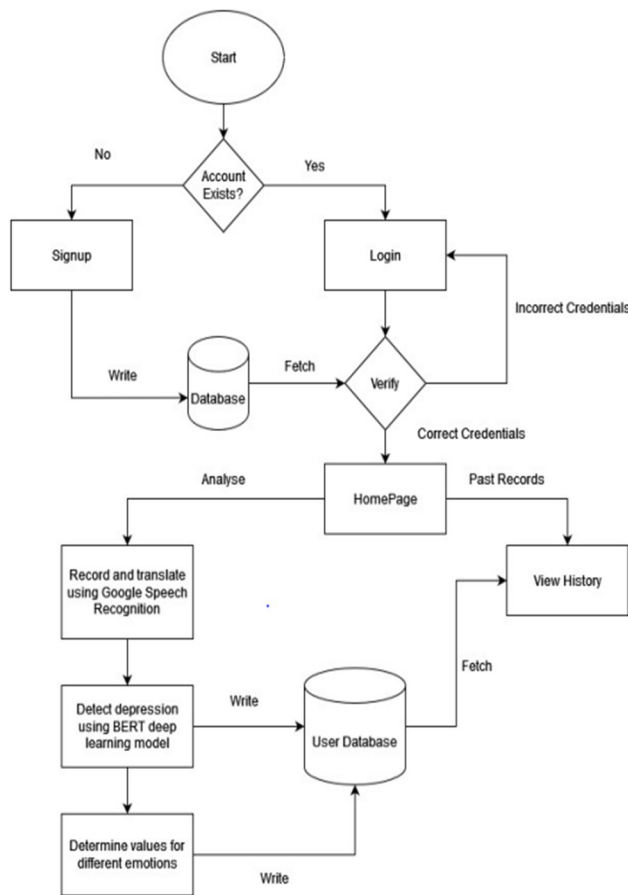 Start
No
Account
Exists?
Yes
Signup
Login
Incorrect Credentials
Write
Database
Fetch
Verify
Correct Credentials
Analyse
HomePage
Past Records
Record and translate
using Google Speech
Recognition
View History
Fetch
Detect depression
using BERT deep
learning model
Write
User Database
Determine values for
different emotions
Write